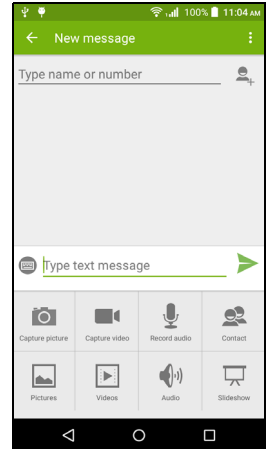 100% 11:04 AM
New message
Type name or number
Type text message
Capture picture Capture video Record audio Contact
Pictures Videos Audio Slideshow